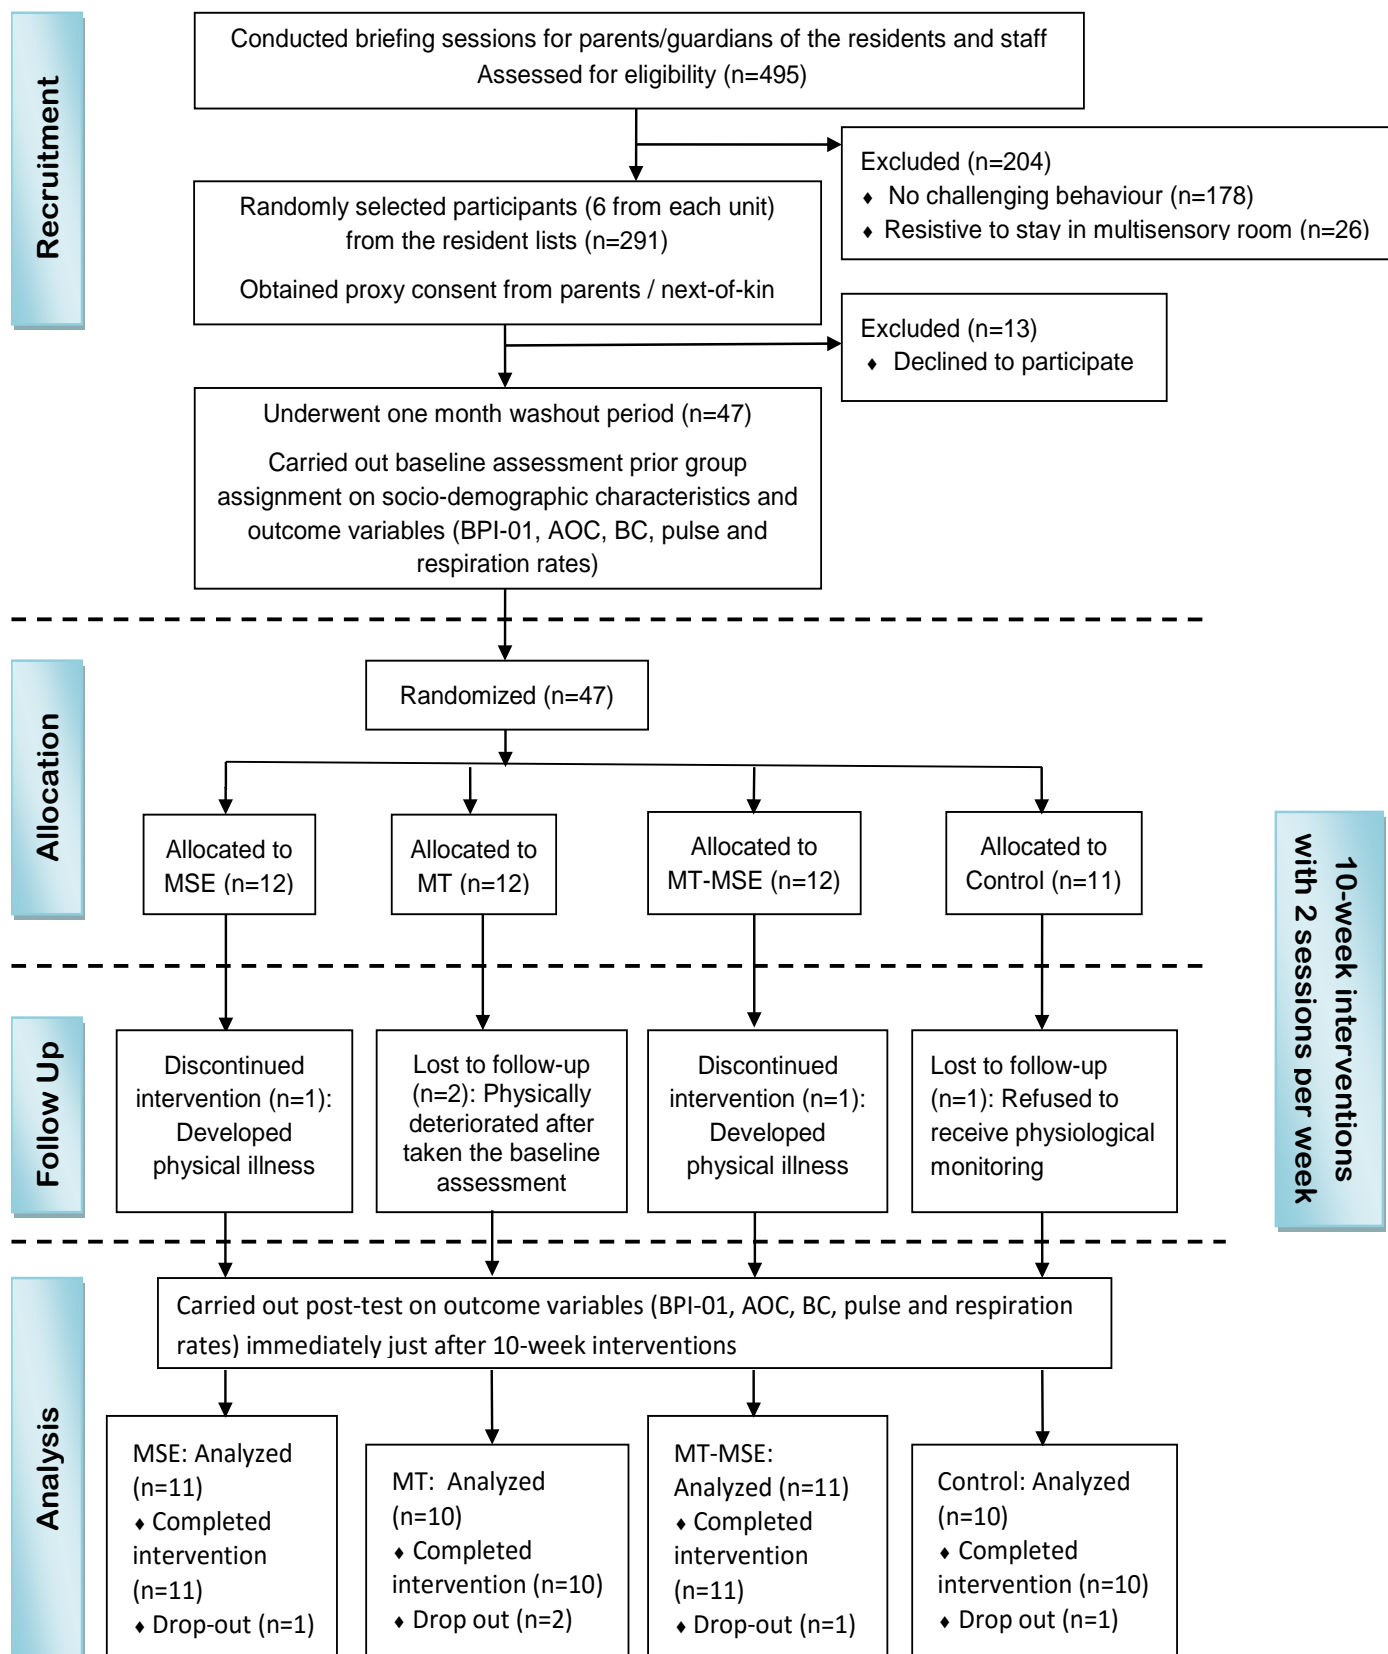 Recruitment
Conducted briefing sessions for parents/guardians of the residents and staff
Assessed for eligibility (n=495)
Excluded (n=204)
♦ No challenging behaviour (n=178)
♦ Resistive to stay in multisensory room (n=26)
Randomly selected participants (6 from each unit)
from the resident lists (n=291)
Obtained proxy consent from parents / next-of-kin
Excluded (n=13)
♦ Declined to participate
Underwent one month washout period (n=47)
Carried out baseline assessment prior group
assignment on socio-demographic characteristics and
outcome variables (BPI-01, AOC, BC, pulse and
respiration rates)
Allocation
Randomized (n=47)
Allocated to
MSE (n=12)
Allocated to
MT (n=12)
Allocated to
MT-MSE (n=12)
Allocated to
Control (n=11)
10-week interventions
with 2 sessions per week
Follow Up
Discontinued
intervention (n=1):
Developed
physical illness
Lost to follow-up
(n=2): Physically
deteriorated after
taken the baseline
assessment
Discontinued
intervention (n=1):
Developed
physical illness
Lost to follow-up
(n=1): Refused to
receive physiological
monitoring
Analysis
Carried out post-test on outcome variables (BPI-01, AOC, BC, pulse and respiration
rates) immediately just after 10-week interventions
MSE: Analyzed
(n=11)
♦ Completed
intervention
(n=11)
♦ Drop-out (n=1)
MT: Analyzed
(n=10)
♦ Completed
intervention (n=10)
♦ Drop out (n=2)
MT-MSE:
Analyzed (n=11)
♦ Completed
intervention
(n=11)
♦ Drop-out (n=1)
Control: Analyzed
(n=10)
♦ Completed
intervention (n=10)
♦ Drop out (n=1)